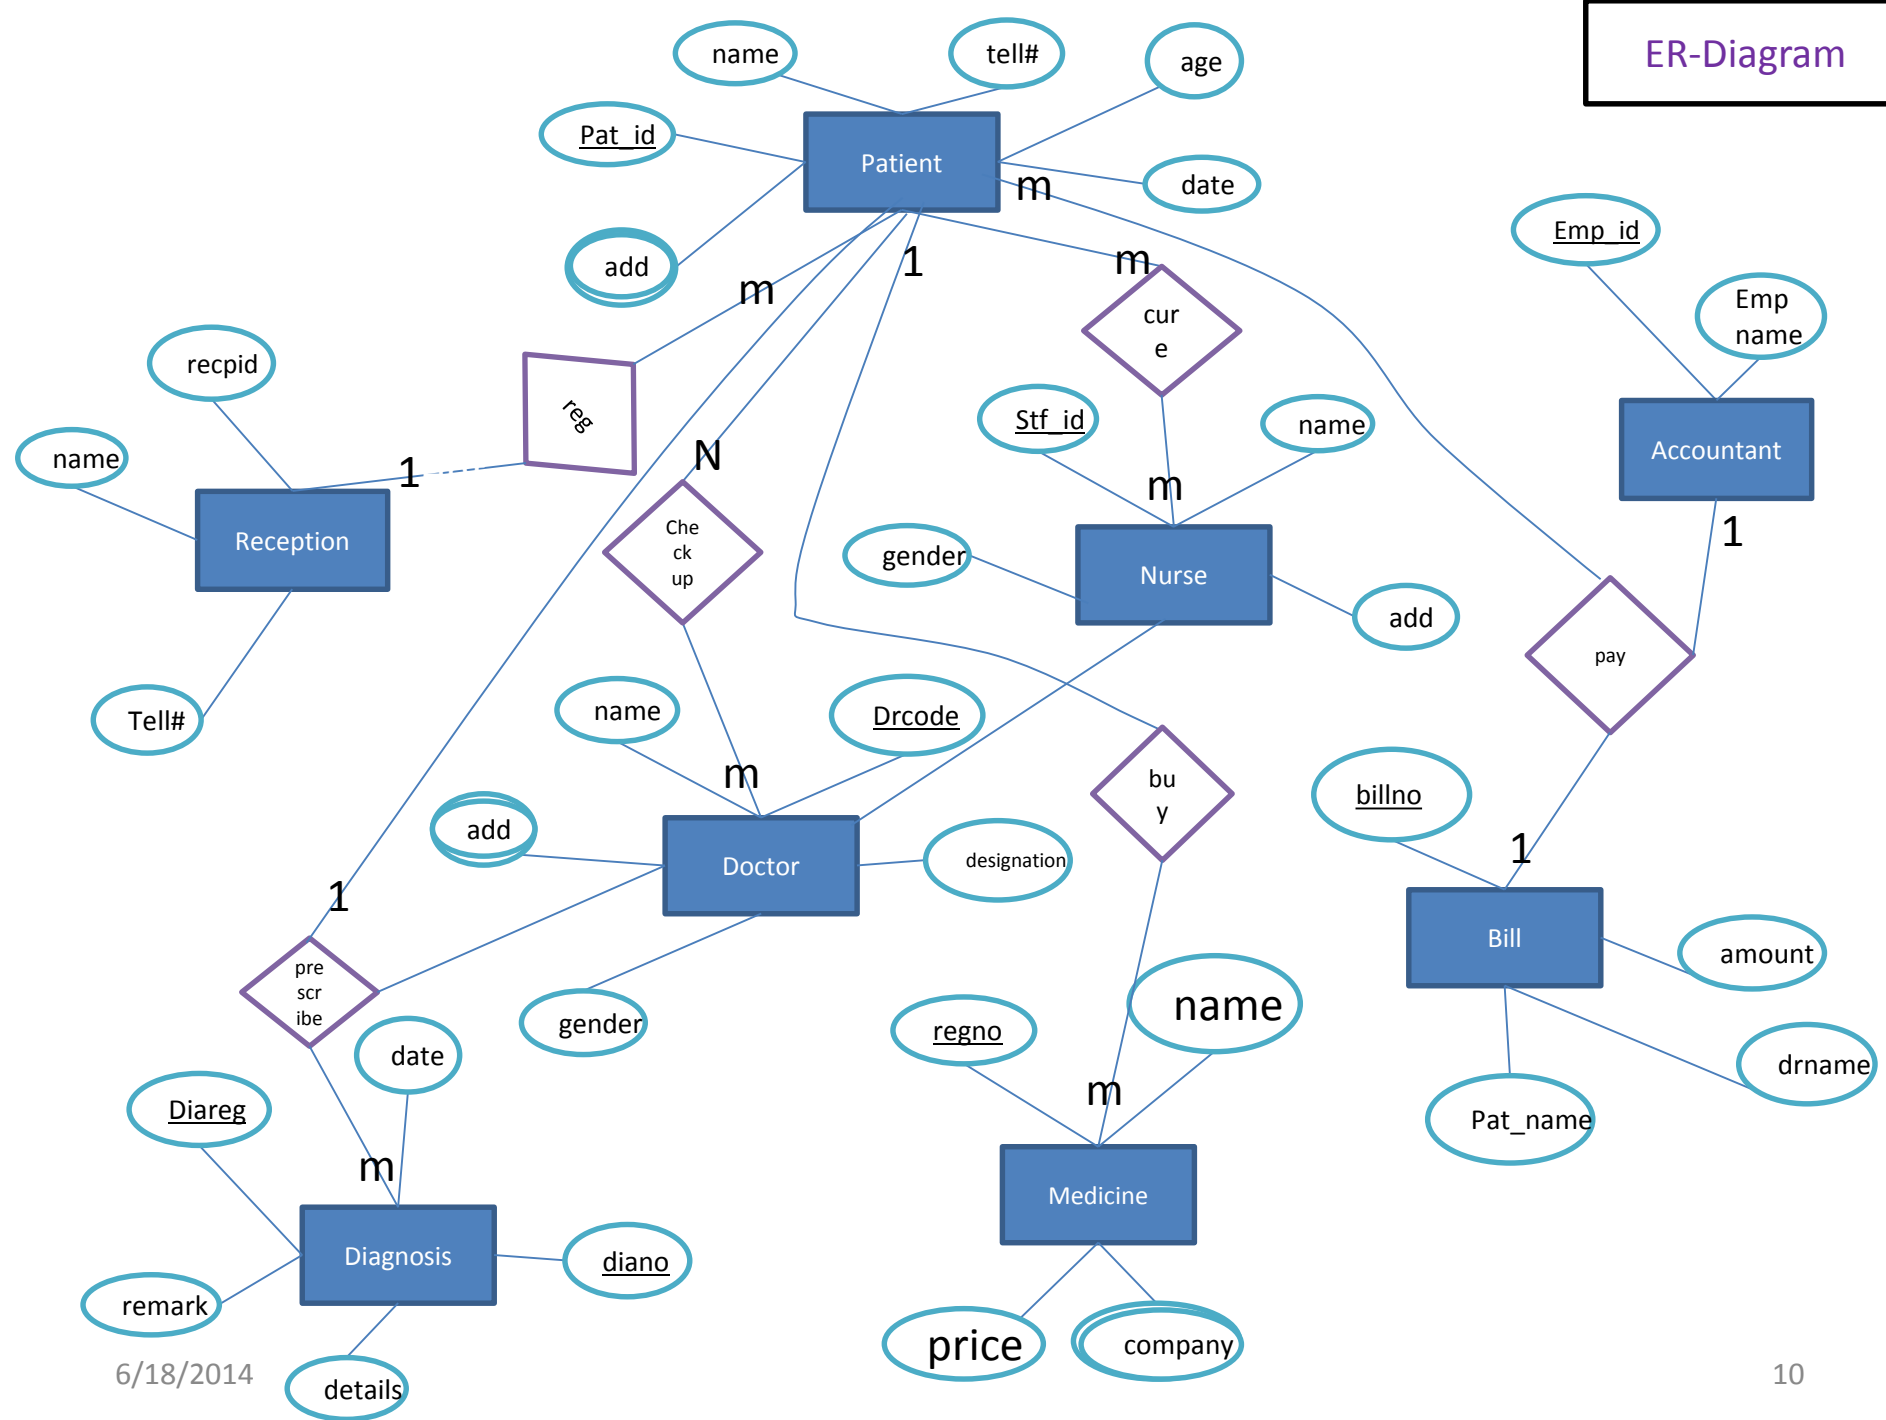 ER-Diagram
name
tell#
age
Pat_id
Patient
date
m
add
1
m
m
Emp_id
Emp
name
cur
e
recpid
reg
name
1
N
Stf_id
name
Accountant
m
1
Reception
Che
ck
up
gender
Nurse
add
pay
Tell#
name
Drcode
m
bu
y
billno
add
Doctor
designation
1
1
Bill
amount
pre
scr
ibe
gender
date
regno
name
drname
Diareg
m
Pat_name
m
Medicine
Diagnosis
diano
remark
details
price
company
6/18/2014
10